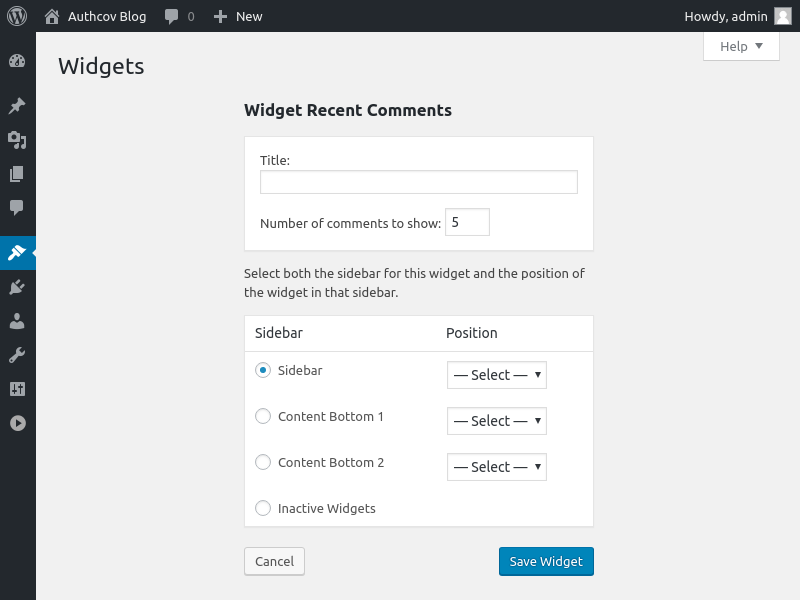 Authcov Blog 0 New Howdy, admin
Help
Widgets
Widget Recent Comments
Title:
Number of comments to show: 5
Select both the sidebar for this widget and the position of
the widget in that sidebar.
Sidebar Position
Sidebar — Select —
Content Bottom 1 — Select —
Content Bottom 2 — Select —
Inactive Widgets
Cancel Save Widget